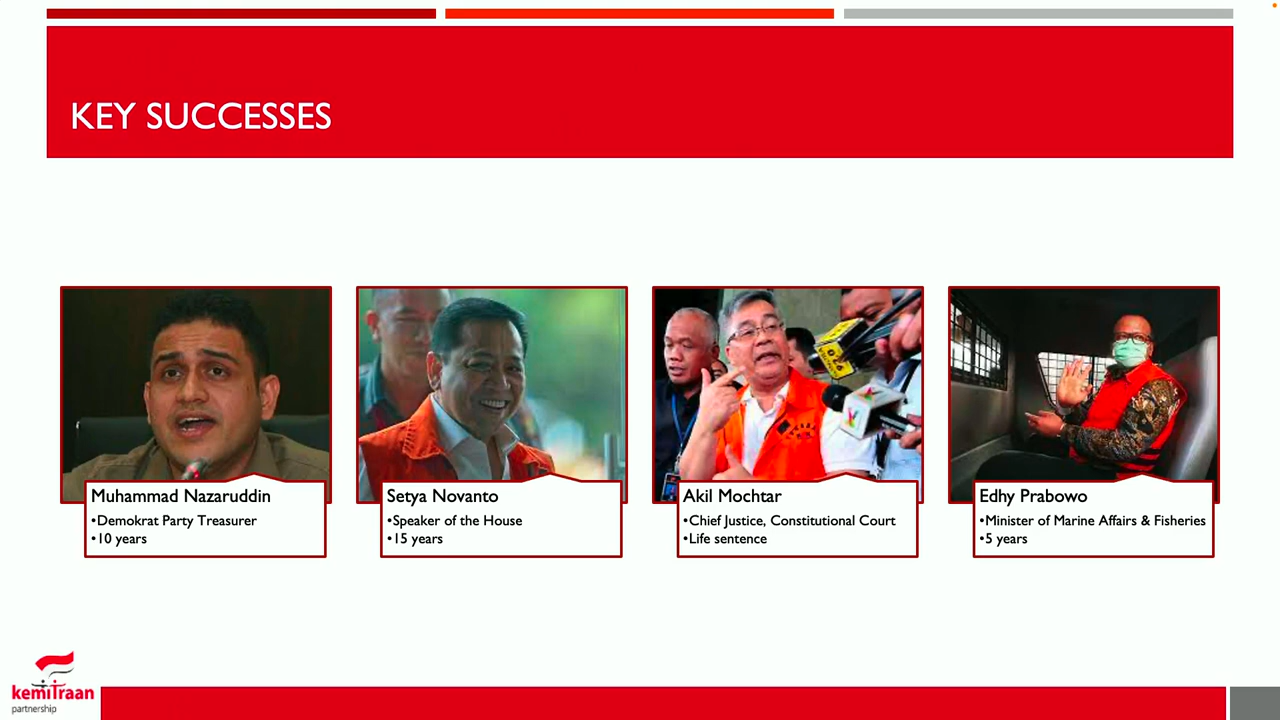 KEY SUCCESSES
Muhammad Nazaruddin
•Demokrat Party Treasurer
•10 years
Setya Novanto
•Speaker of the House
•15 years
Akil Mochtar
•Chief Justice, Constitutional Court
•Life sentence
Edhy Prabowo
•Minister of Marine Affairs & Fisheries
•5 years
kemiTraan
partnership